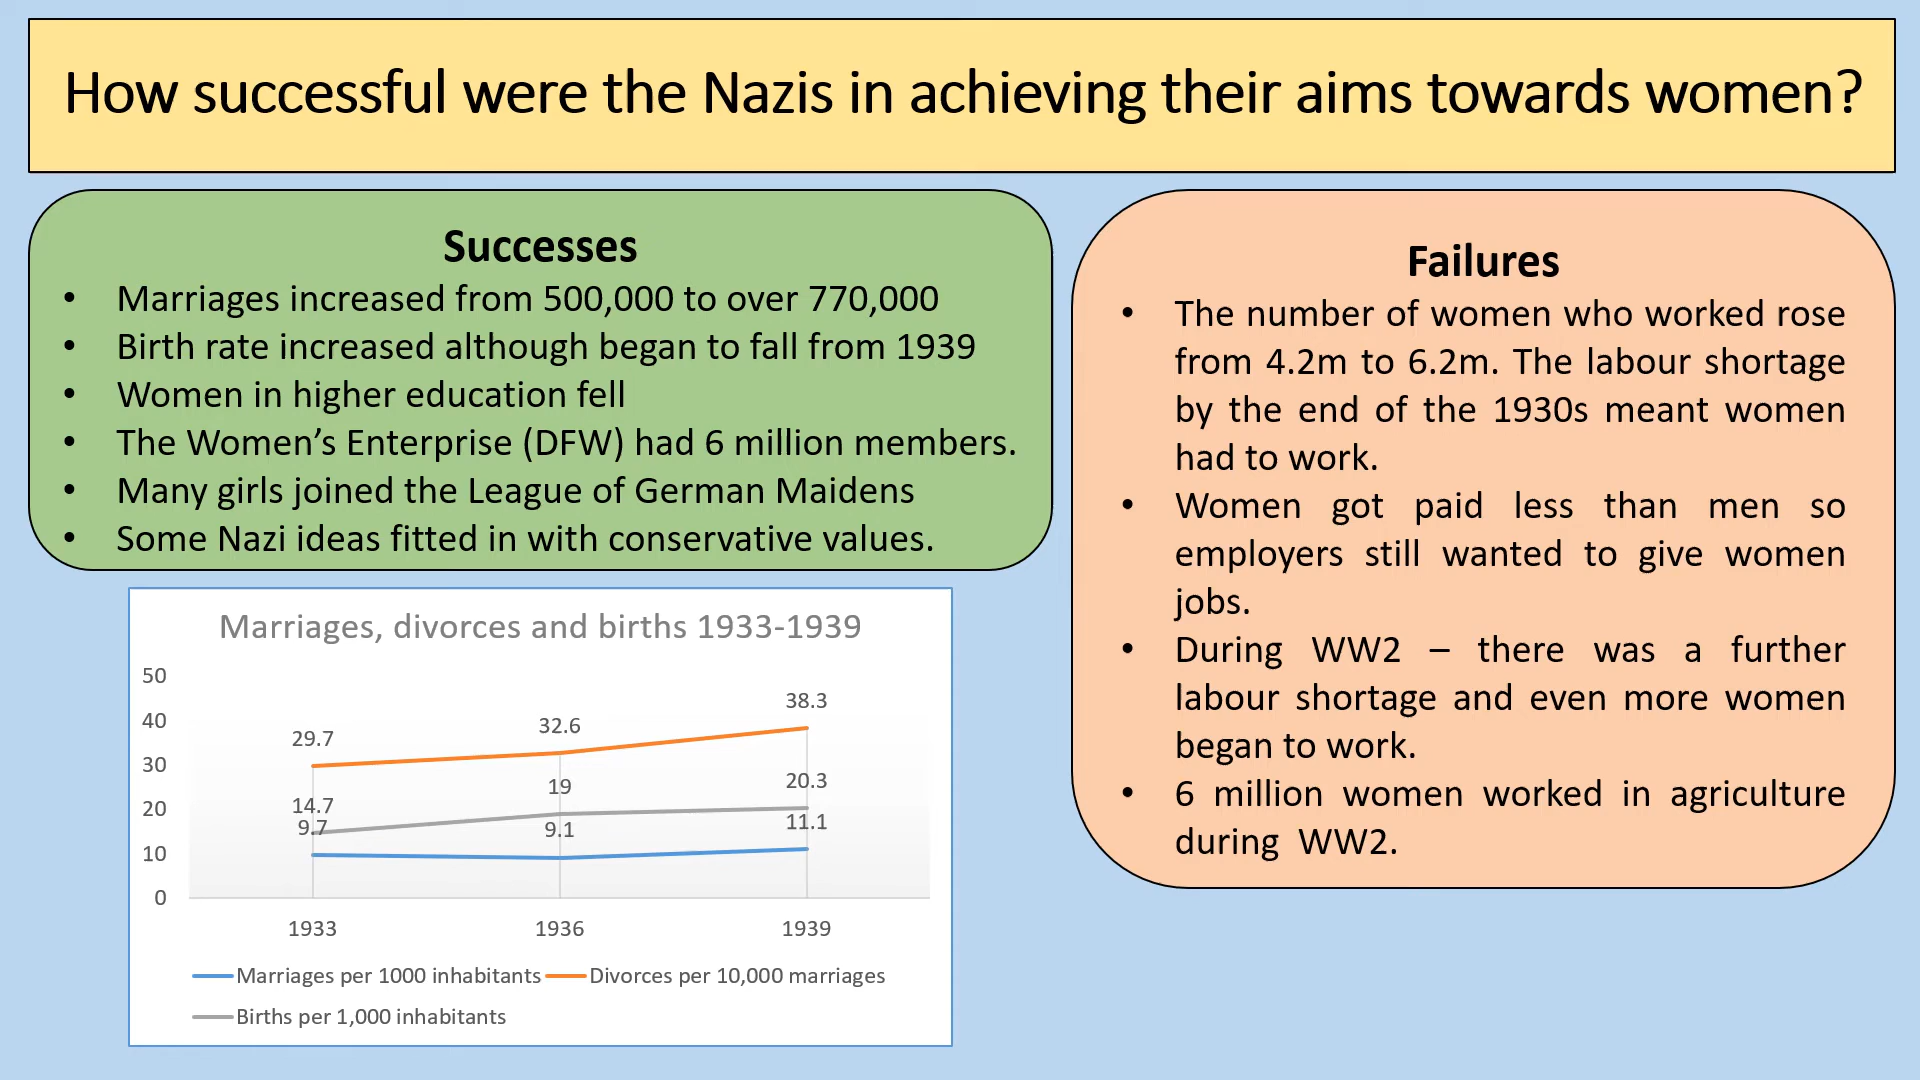 How successful were the Nazis in achieving their aims towards women?
Successes
• Marriages increased from 500,000 to over 770,000
• Birth rate increased although began to fall from 1939
• Women in higher education fell
• The Women’s Enterprise (DFW) had 6 million members.
• Many girls joined the League of German Maidens
• Some Nazi ideas fitted in with conservative values.
Failures
• The number of women who worked rose
from 4.2m to 6.2m. The labour shortage
by the end of the 1930s meant women
had to work.
• Women got paid less than men so
employers still wanted to give women
jobs.
• During WW2 – there was a further
labour shortage and even more women
began to work.
• 6 million women worked in agriculture
during WW2.
Marriages, divorces and births 1933-1939
50
40
30
20
10
0
29.7
32.6
38.3
14.7
19
20.3
9.7
9.1
11.1
1933
1936
1939
Marriages per 1000 inhabitants
Divorces per 10,000 marriages
Births per 1,000 inhabitants